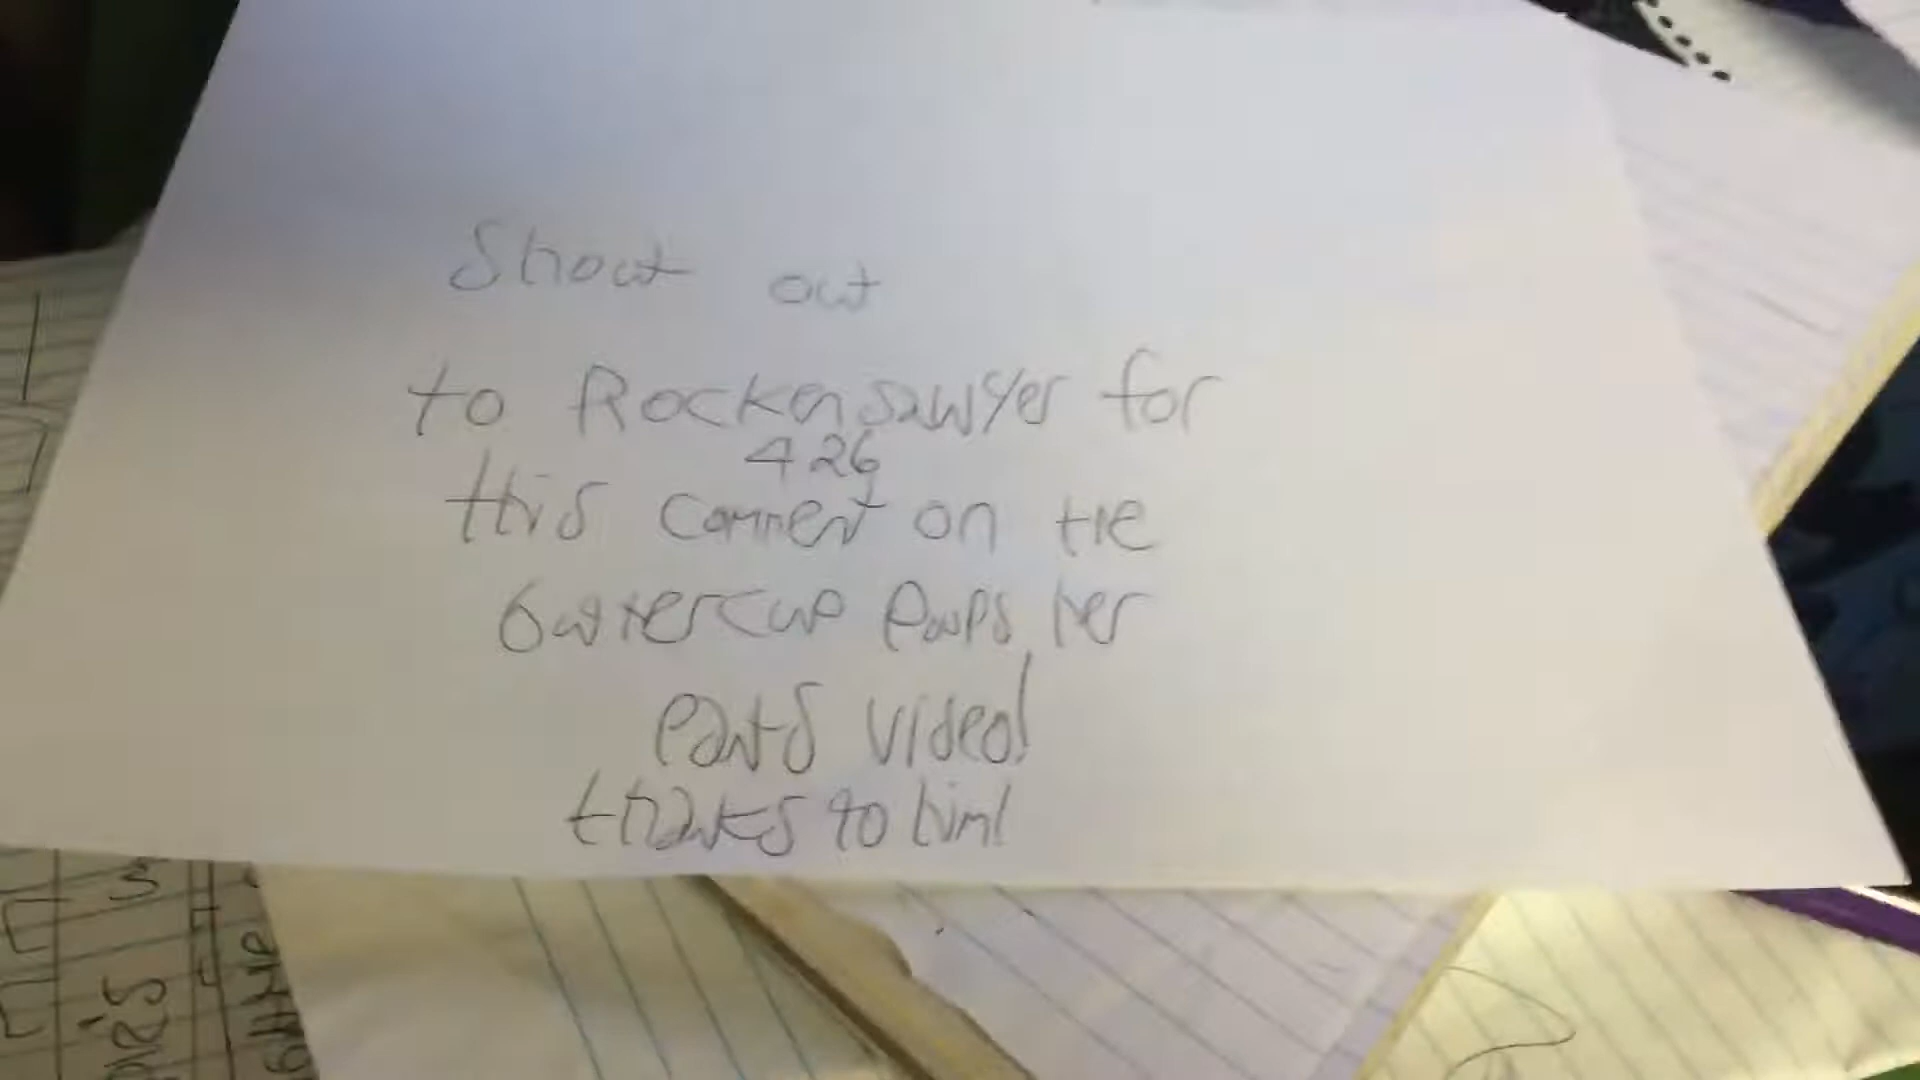 Shout out
to Rockensawyer for
426
this comment on the
buttercup poops her
pants video!
thanks to him!